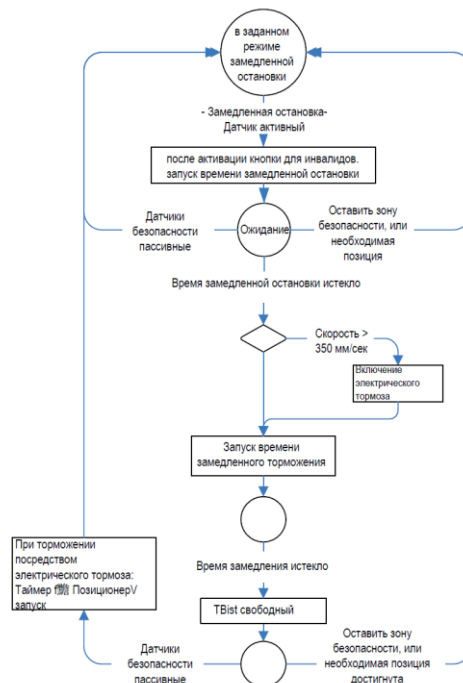 в заданном
режиме
замедленной
остановки
- Замедленная остановка-
Датчик активный
после активации кнопки для инвалидов.
запуск времени замедленной остановки
Датчики
безопасности
пассивные
Ожидание
Оставить зону
безопасности, или
необходимая
позиция
Время замедленной остановки истекло
Скорость >
350 мм/сек
Включение
электрического
тормоза
Запуск времени
замедленного торможения
При торможении
посредством
электрического тормоза:
Таймер ПозиционерV
запуск
Время замедления истекло
TBist свободный
Датчики
безопасности
пассивные
Оставить зону
безопасности, или
необходимая позиция
достигнута